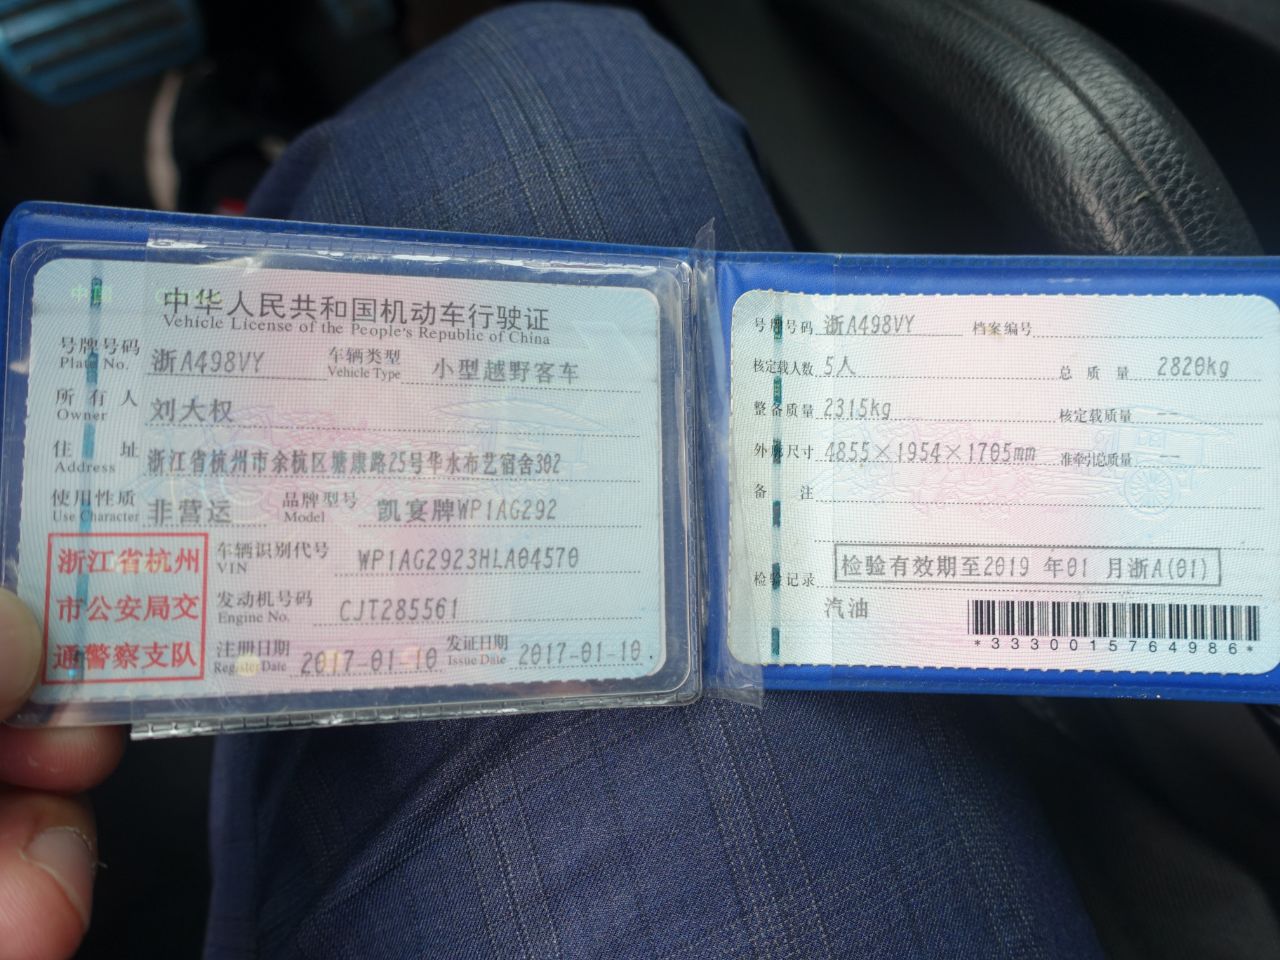 中华人民共和国机动车行驶证
Vehicle License of the People's Republic of China
号牌号码 浙A498VY 车辆类型 小型越野客车
Plate No. Vehicle Type
所有人 刘大权
Owner
住址 浙江省杭州市余杭区塘康路25号华水布艺宿舍302
Address
使用性质 非营运 品牌型号 凯宴牌WP1AG292
Use Character Model
浙江省杭州
市公安局交
通警察支队
车辆识别代号 WP1AG2923HLA04570
VIN
发动机号码 CJT285561
Engine No.
注册日期 2017-01-10 发证日期 2017-01-10
Register Date Issue Date
号牌号码 浙A498VY 档案编号
核定载人数 5人 总质量 2820kg
整备质量 2315kg 核定载质量 --
外形尺寸 4855×1954×1705mm 准牵引总质量 --
备注
检验记录 检验有效期至2019 年01 月浙A(01)
汽油
*3330015764986*